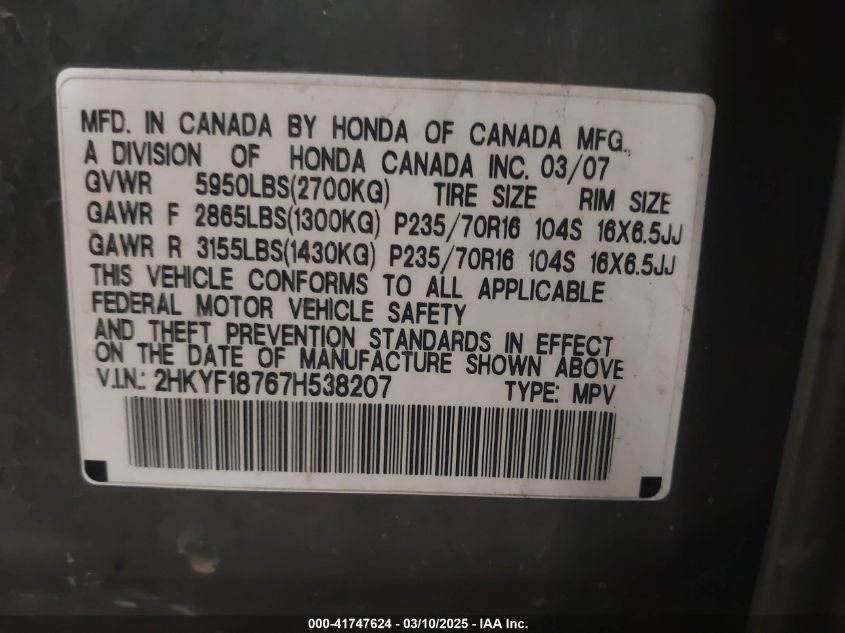 MFD. IN CANADA BY HONDA OF CANADA MFG.,
A DIVISION OF HONDA CANADA INC. 03/07
GVWR 5950LBS(2700KG) TIRE SIZE RIM SIZE
GAWR F 2865LBS(1300KG) P235/70R16 104S 16X6.5JJ
GAWR R 3155LBS(1430KG) P235/70R16 104S 16X6.5JJ
THIS VEHICLE CONFORMS TO ALL APPLICABLE
FEDERAL MOTOR VEHICLE SAFETY
AND THEFT PREVENTION STANDARDS IN EFFECT
ON THE DATE OF MANUFACTURE SHOWN ABOVE
V.I.N.: 2HKYF18767H538207 TYPE: MPV
000-41747624 - 03/10/2025 - IAA Inc.